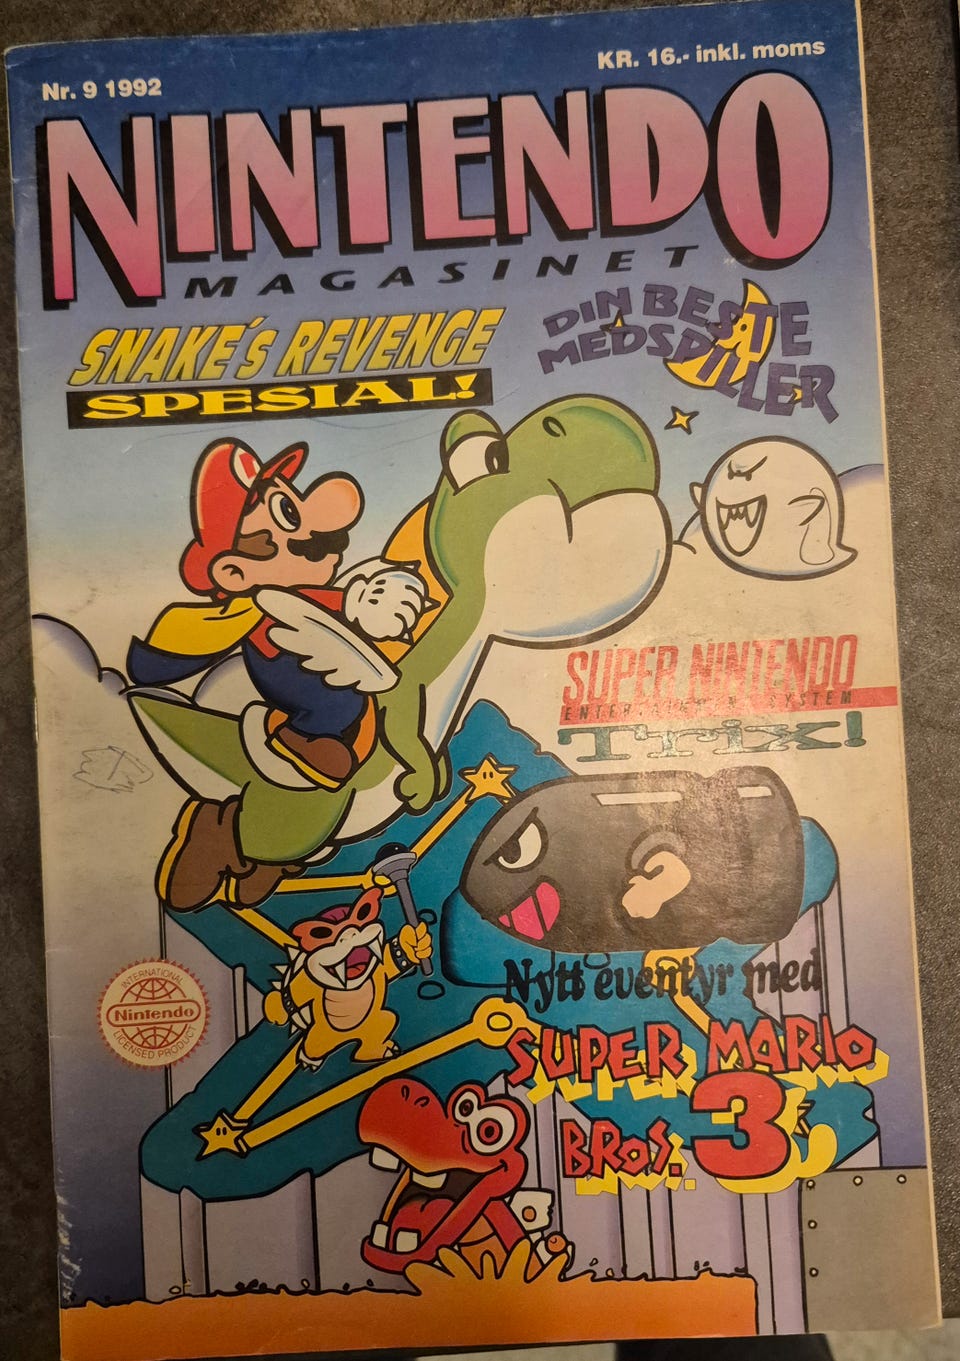 Nr. 9 1992
KR. 16.- inkl. moms
NINTENDO
MAGASINET
SNAKE's REVENGE
SPESIAL!
DIN BESTE
MEDSPILLER
SUPER NINTENDO
ENTERTAINMENT SYSTEM
TriX!
Nytt eventyr med
SUPER MARIO
BROS. 3
INTERNATIONAL
Nintendo
LICENSED PRODUCT